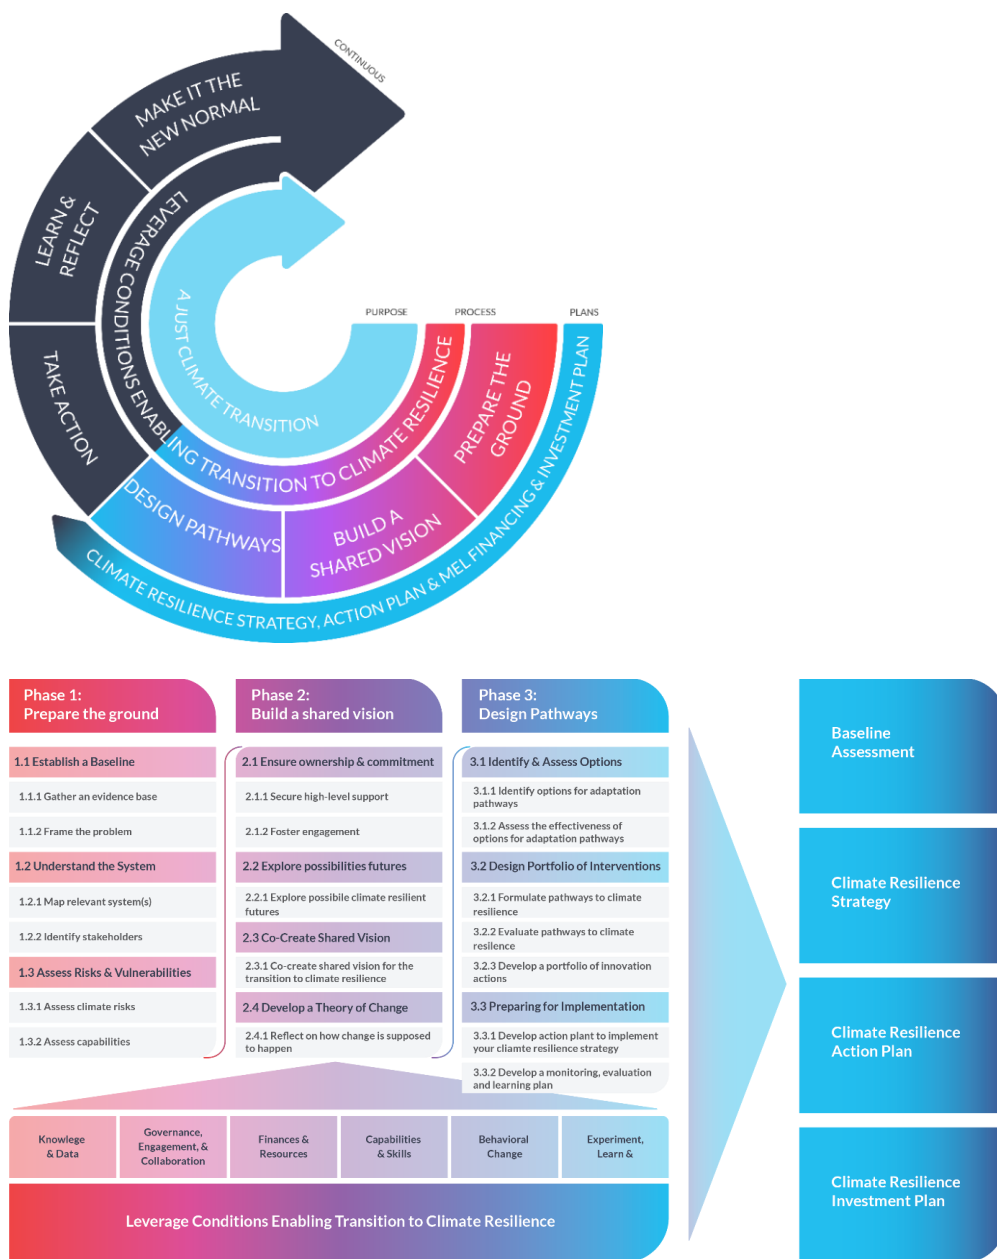 CONTINUOUS
MAKE IT THE
NEW NORMAL
LEARN &
REFLECT
TAKE ACTION
LEVERAGE CONDITIONS ENABLING TRANSITION TO CLIMATE RESILIENCE
A JUST CLIMATE TRANSITION
PURPOSE
PROCESS
PLANS
PREPARE THE
GROUND
BUILD A
SHARED VISION
DESIGN PATHWAYS
CLIMATE RESILIENCE STRATEGY, ACTION PLAN & MEL FINANCING & INVESTMENT PLAN
Phase 1:
Prepare the ground
1.1 Establish a Baseline
1.1.1 Gather an evidence base
1.1.2 Frame the problem
1.2 Understand the System
1.2.1 Map relevant system(s)
1.2.2 Identify stakeholders
1.3 Assess Risks & Vulnerabilities
1.3.1 Assess climate risks
1.3.2 Assess capabilities
Phase 2:
Build a shared vision
2.1 Ensure ownership & commitment
2.1.1 Secure high-level support
2.1.2 Foster engagement
2.2 Explore possibilities futures
2.2.1 Explore possibile climate resilient
futures
2.3 Co-Create Shared Vision
2.3.1 Co-create shared vision for the
transition to climate resilience
2.4 Develop a Theory of Change
2.4.1 Reflect on how change is supposed
to happen
Phase 3:
Design Pathways
3.1 Identify & Assess Options
3.1.1 Identify options for adaptation
pathways
3.1.2 Assess the effectiveness of
options for adaptation pathways
3.2 Design Portfolio of Interventions
3.2.1 Formulate pathways to climate
resilience
3.2.2 Evaluate pathways to climate
resilence
3.2.3 Develop a portfolio of innovation
actions
3.3 Preparing for Implementation
3.3.1 Develop action plant to implement
your cliamte resilience strategy
3.3.2 Develop a monitoring, evaluation
and learning plan
Knowlege
& Data
Governance,
Engagement, &
Collaboration
Finances &
Resources
Capabilities
& Skills
Behavioral
Change
Experiment,
Learn &
Leverage Conditions Enabling Transition to Climate Resilience
Baseline
Assessment
Climate Resilience
Strategy
Climate Resilience
Action Plan
Climate Resilience
Investment Plan